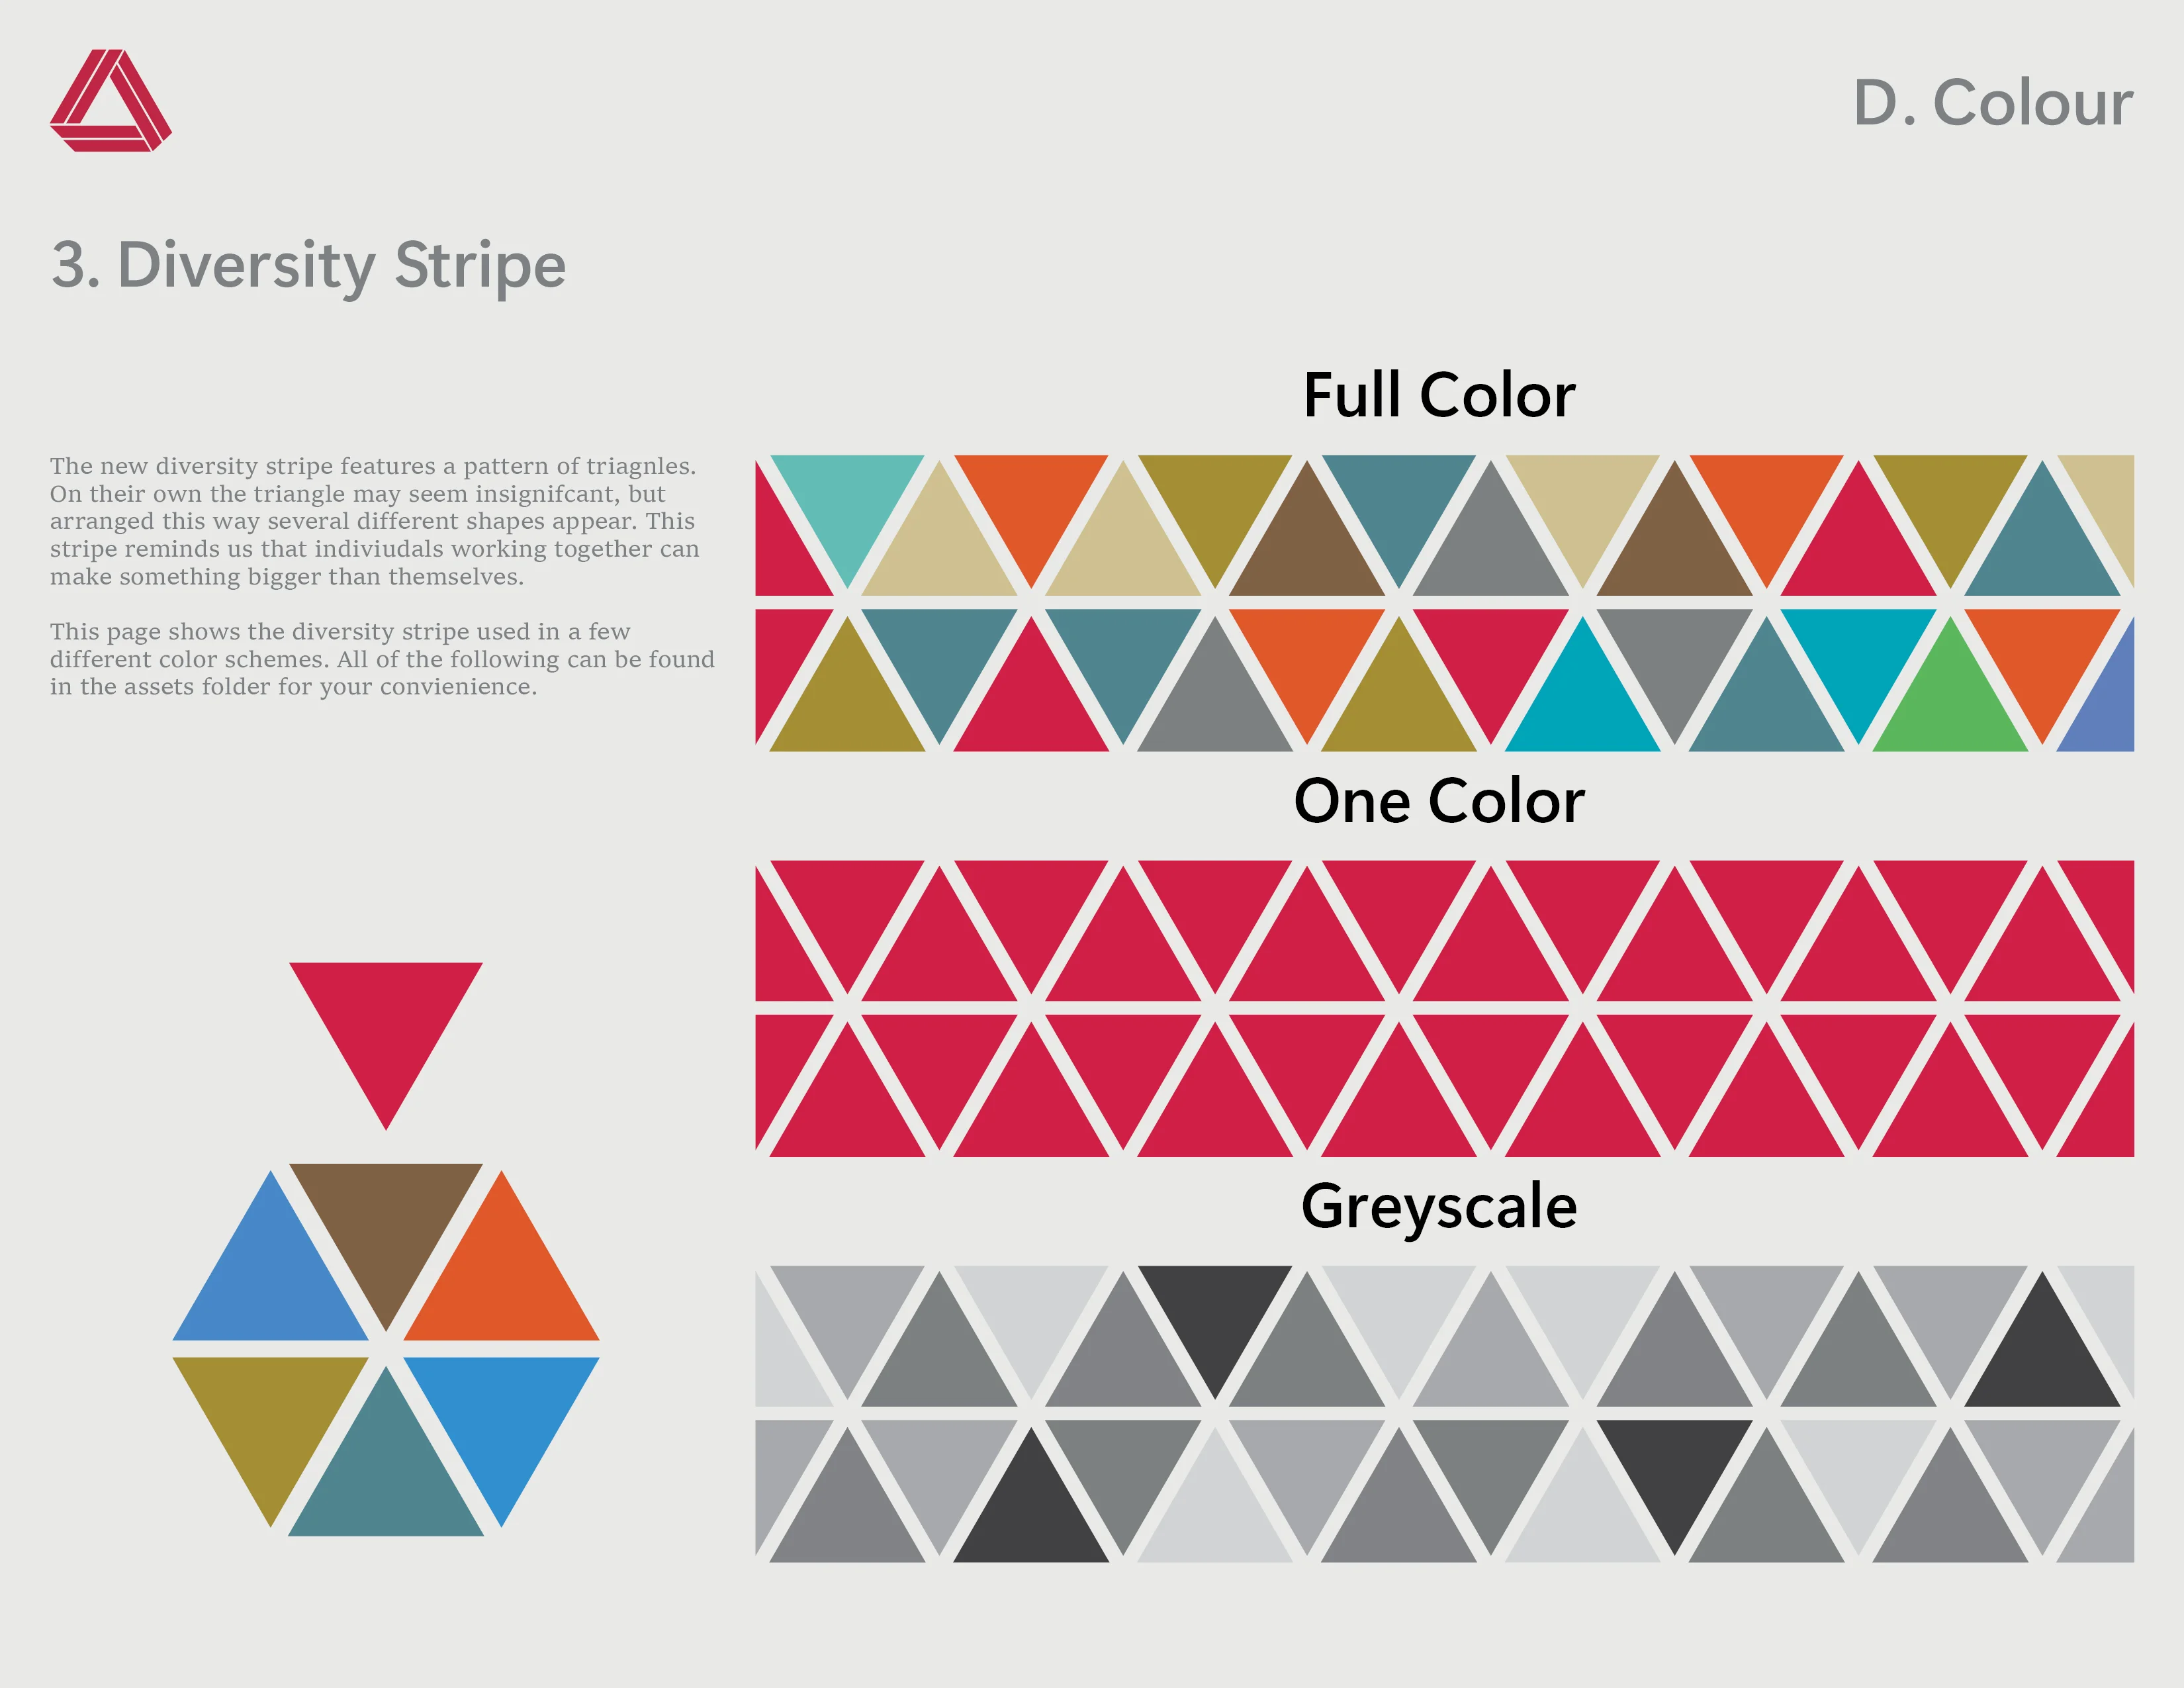 D. Colour
3. Diversity Stripe
The new diversity stripe features a pattern of triagnles.
On their own the triangle may seem insignifcant, but
arranged this way several different shapes appear. This
stripe reminds us that indiviudals working together can
make something bigger than themselves.
This page shows the diversity stripe used in a few
different color schemes. All of the following can be found
in the assets folder for your convienience.
Full Color
One Color
Greyscale